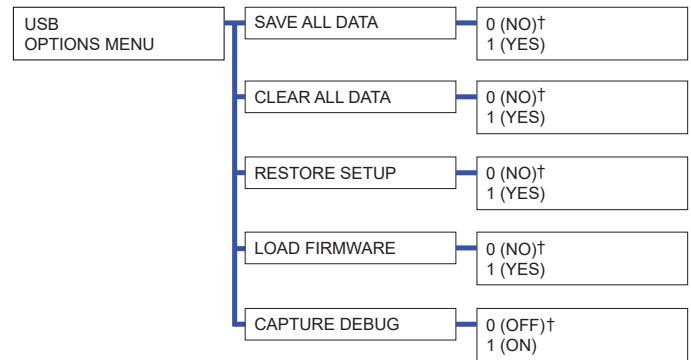 USB
OPTIONS MENU
SAVE ALL DATA
0 (NO)†
1 (YES)
CLEAR ALL DATA
0 (NO)†
1 (YES)
RESTORE SETUP
0 (NO)†
1 (YES)
LOAD FIRMWARE
0 (NO)†
1 (YES)
CAPTURE DEBUG
0 (OFF)†
1 (ON)